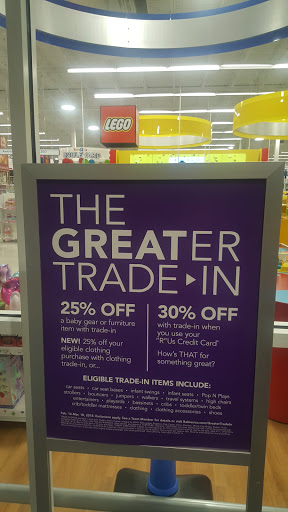 LEGO
THE
GREATER
TRADE-IN
25% OFF
a baby gear or furniture
item with trade-in
NEW! 25% off your
eligible clothing
purchase with clothing
trade-in, or...
30% OFF
with trade-in when
you use your
"R"Us Credit Card*
How's THAT for
something great?
ELIGIBLE TRADE-IN ITEMS INCLUDE:
car seats • car seat bases • infant swings • infant seats • Pop N Plays
strollers • bouncers • jumpers • walkers • travel systems • high chairs
entertainers • playards • bassinets • cribs • toddler/twin beds
crib/toddler mattresses • clothing • clothing accessories • shoes